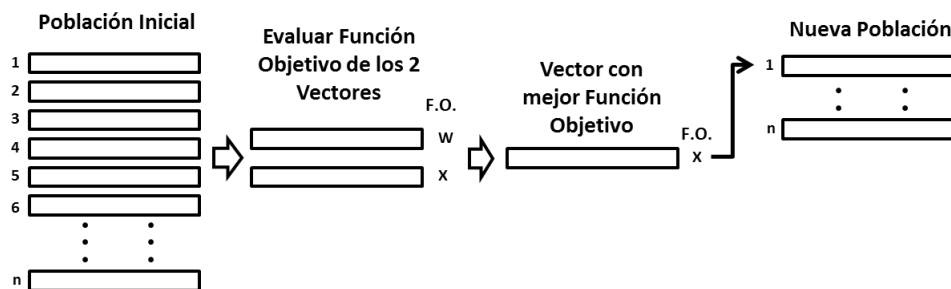 Población Inicial
1
2
3
4
5
6
n
Evaluar Función
Objetivo de los 2
Vectores
F.O.
W
X
Vector con
mejor Función
Objetivo
F.O.
X
Nueva Población
1
n